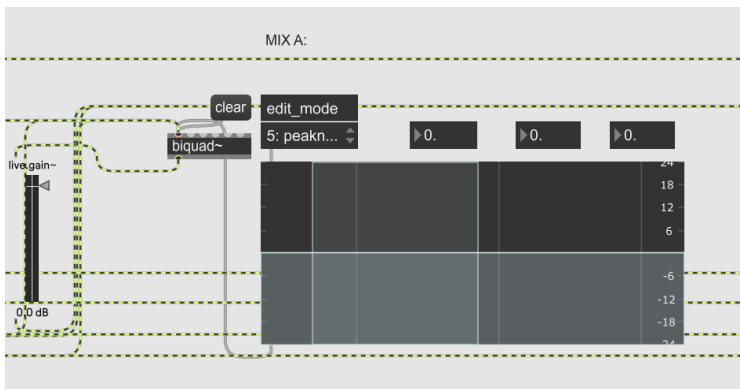 MIX A:
clear
edit_mode
5: peakn...
0.
0.
0.
biquad~
live.gain~
0.0 dB
24
18
12
6
-6
-12
-18
-24